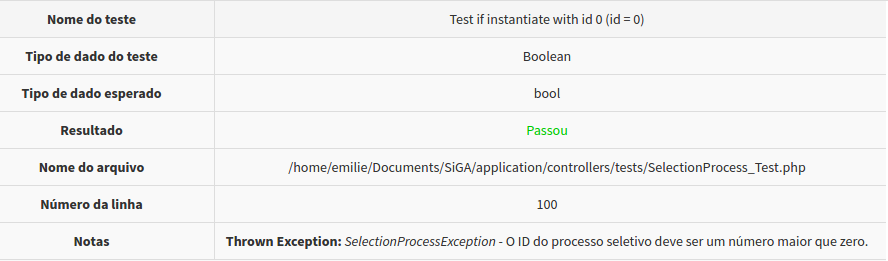 Nome do teste Test if instantiate with id 0 (id = 0)
Tipo de dado do teste Boolean
Tipo de dado esperado bool
Resultado Passou
Nome do arquivo /home/emilie/Documents/SiGA/application/controllers/tests/SelectionProcess_Test.php
Número da linha 100
Notas Thrown Exception: SelectionProcessException - O ID do processo seletivo deve ser um número maior que zero.